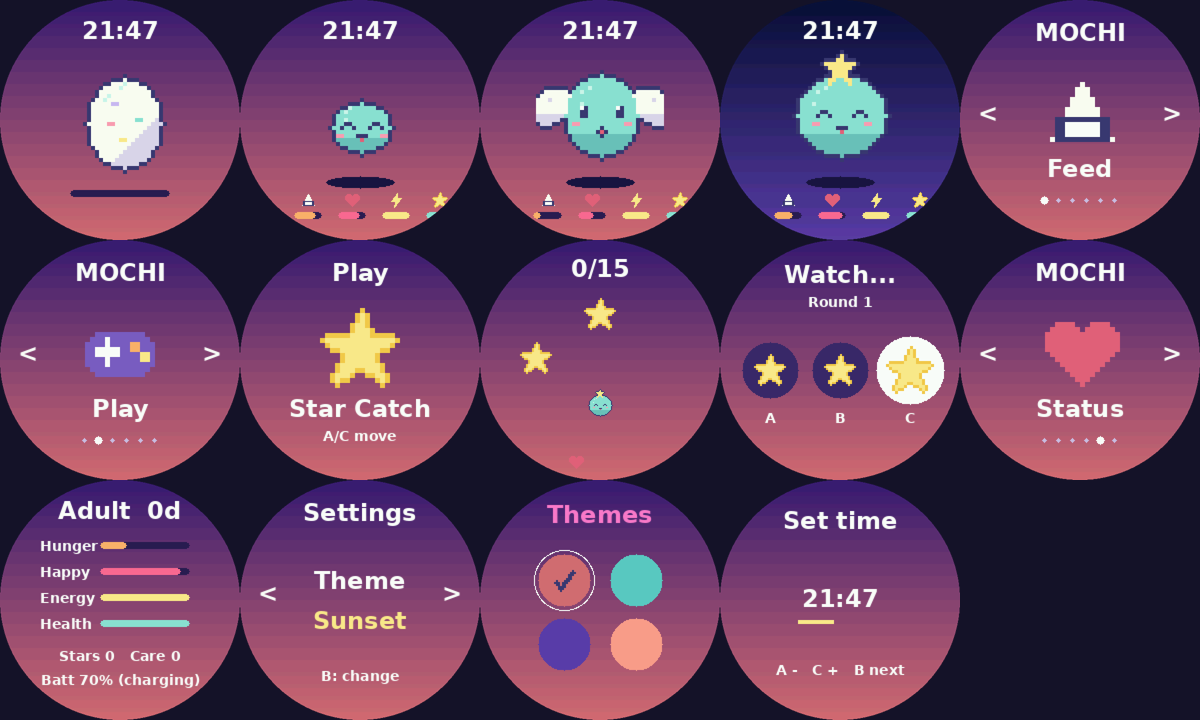 21:47
21:47
21:47
21:47
MOCHI
<
Feed
MOCHI
< >
Play
Play
Star Catch
A/C move
0/15
Watch...
Round 1
A B C
MOCHI
< >
Status
Adult 0d
Hunger
Happy
Energy
Health
Stars 0 Care 0
Batt 70% (charging)
Settings
< Theme >
Sunset
B: change
Themes
Set time
21:47
A - C + B next